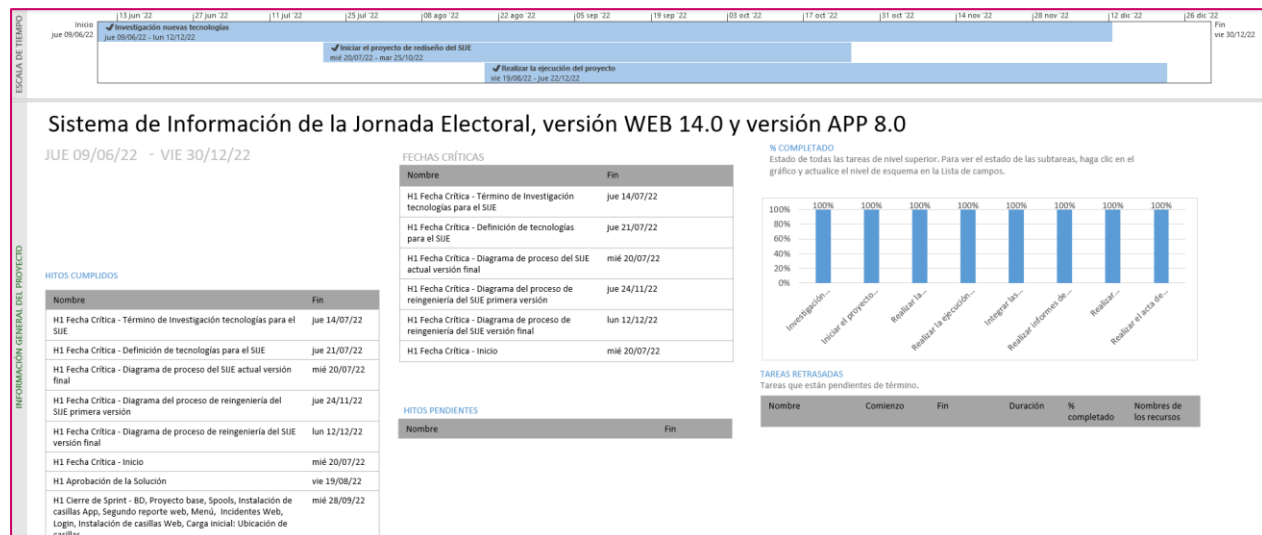 ESCALA DE TIEMPO
|13 jun '22 |27 jun '22 |11 jul '22 |25 jul '22 |08 ago '22 |22 ago '22 |05 sep '22 |19 sep '22 |03 oct '22 |17 oct '22 |31 oct '22 |14 nov '22 |28 nov '22 |12 dic '22 |26 dic '22
Inicio
jue 09/06/22
Investigación nuevas tecnologías
jue 09/06/22 - lun 12/12/22
Iniciar el proyecto de rediseño del SIJE
mié 20/07/22 - mar 25/10/22
Realizar la ejecución del proyecto
vie 19/08/22 - jue 22/12/22
Fin
vie 30/12/22
INFORMACIÓN GENERAL DEL PROYECTO
Sistema de Información de la Jornada Electoral, versión WEB 14.0 y versión APP 8.0
JUE 09/06/22 - VIE 30/12/22
HITOS CUMPLIDOS
Nombre Fin
H1 Fecha Crítica - Término de Investigación tecnologías para el jue 14/07/22
SIJE
H1 Fecha Crítica - Definición de tecnologías para el SIJE jue 21/07/22
H1 Fecha Crítica - Diagrama de proceso del SIJE actual versión mié 20/07/22
final
H1 Fecha Crítica - Diagrama del proceso de reingeniería del jue 24/11/22
SIJE primera versión
H1 Fecha Crítica - Diagrama de proceso de reingeniería del SIJE lun 12/12/22
versión final
H1 Fecha Crítica - Inicio mié 20/07/22
H1 Aprobación de la Solución vie 19/08/22
H1 Cierre de Sprint - BD, Proyecto base, Spools, Instalación de mié 28/09/22
casillas App, Segundo reporte web, Menú, Incidentes Web,
Login, Instalación de casillas Web, Carga inicial: Ubicación de
casillas
FECHAS CRÍTICAS
Nombre Fin
H1 Fecha Crítica - Término de Investigación jue 14/07/22
tecnologías para el SIJE
H1 Fecha Crítica - Definición de tecnologías jue 21/07/22
para el SIJE
H1 Fecha Crítica - Diagrama de proceso del SIJE mié 20/07/22
actual versión final
H1 Fecha Crítica - Diagrama del proceso de jue 24/11/22
reingeniería del SIJE primera versión
H1 Fecha Crítica - Diagrama de proceso de lun 12/12/22
reingeniería del SIJE versión final
H1 Fecha Crítica - Inicio mié 20/07/22
HITOS PENDIENTES
Nombre Fin
% COMPLETADO
Estado de todas las tareas de nivel superior. Para ver el estado de las subtareas, haga clic en el
gráfico y actualice el nivel de esquema en la Lista de campos.
100% 100% 100% 100% 100% 100% 100% 100%
100%
80%
60%
40%
20%
0%
Investigación...
Iniciar el proyecto...
Realizar la...
Realizar la ejecución...
Integrar las...
Realizar informes de...
Realizar...
Realizar el acta de...
TAREAS RETRASADAS
Tareas que están pendientes de término.
Nombre Comienzo Fin Duración % completado Nombres de los recursos